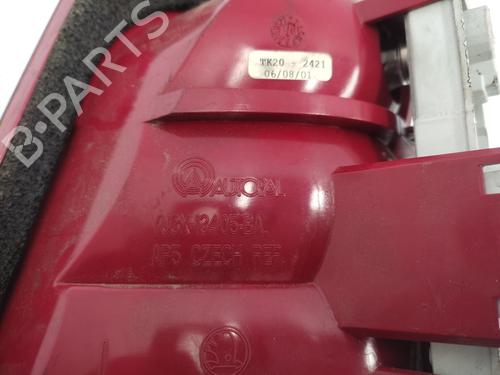 TK20 - 2421
06/08/01
AUTOPAL
AP5 CZECH REP.
B-Parts